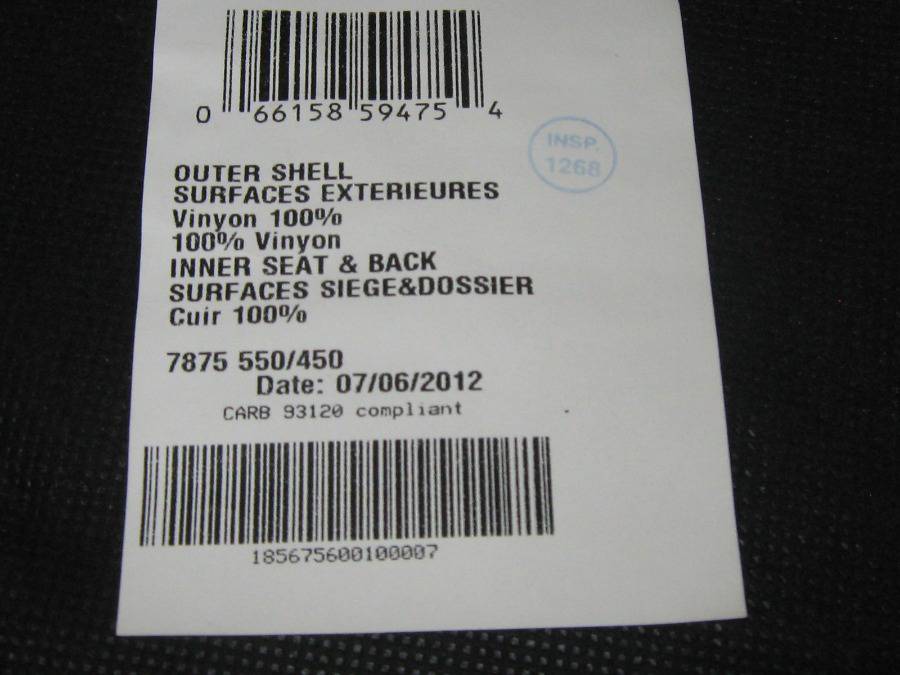 0 66158 59475 4
INSP.
1268
OUTER SHELL
SURFACES EXTERIEURES
Vinyon 100%
100% Vinyon
INNER SEAT & BACK
SURFACES SIEGE&DOSSIER
Cuir 100%
7875 550/450
Date: 07/06/2012
CARB 93120 compliant
185675600100007